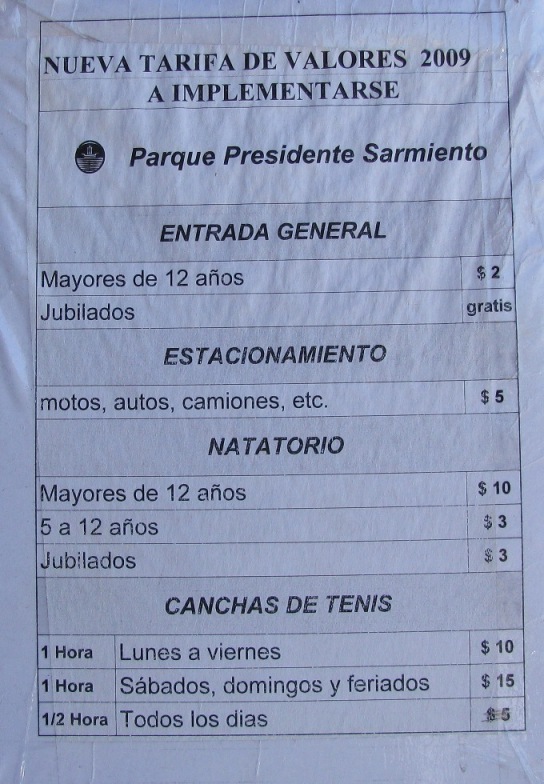 NUEVA TARIFA DE VALORES 2009
A IMPLEMENTARSE
Parque Presidente Sarmiento
ENTRADA GENERAL
Mayores de 12 años $ 2
Jubilados gratis
ESTACIONAMIENTO
motos, autos, camiones, etc. $ 5
NATATORIO
Mayores de 12 años $ 10
5 a 12 años $ 3
Jubilados $ 3
CANCHAS DE TENIS
1 Hora Lunes a viernes $ 10
1 Hora Sábados, domingos y feriados $ 15
1/2 Hora Todos los dias $ 5